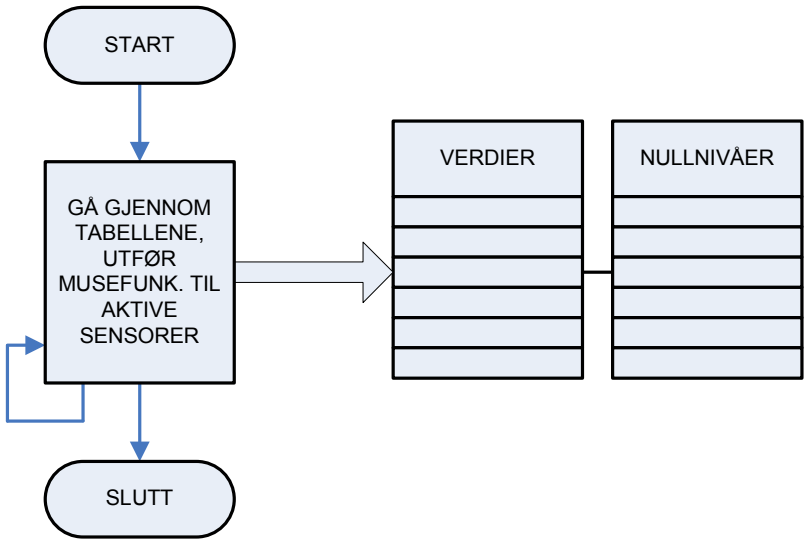 START
VERDIER
NULLNIVÅER
GÅ GJENNOM
TABELLENE,
UTFØR
MUSEFUNK. TIL
AKTIVE
SENSORER
SLUTT